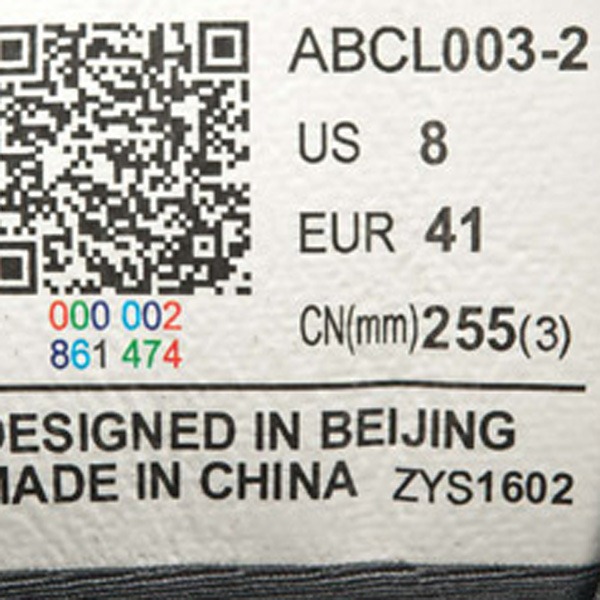 ABCL003-2
US 8
EUR 41
CN(mm)255(3)
000 002
861 474
DESIGNED IN BEIJING
MADE IN CHINA ZYS1602